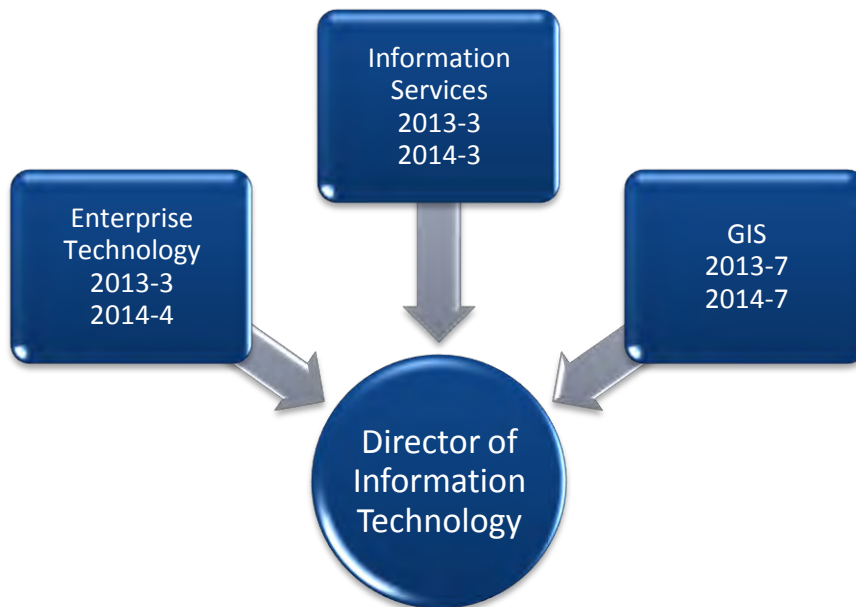 Information
Services
2013-3
2014-3
Enterprise
Technology
2013-3
2014-4
GIS
2013-7
2014-7
Director of
Information
Technology